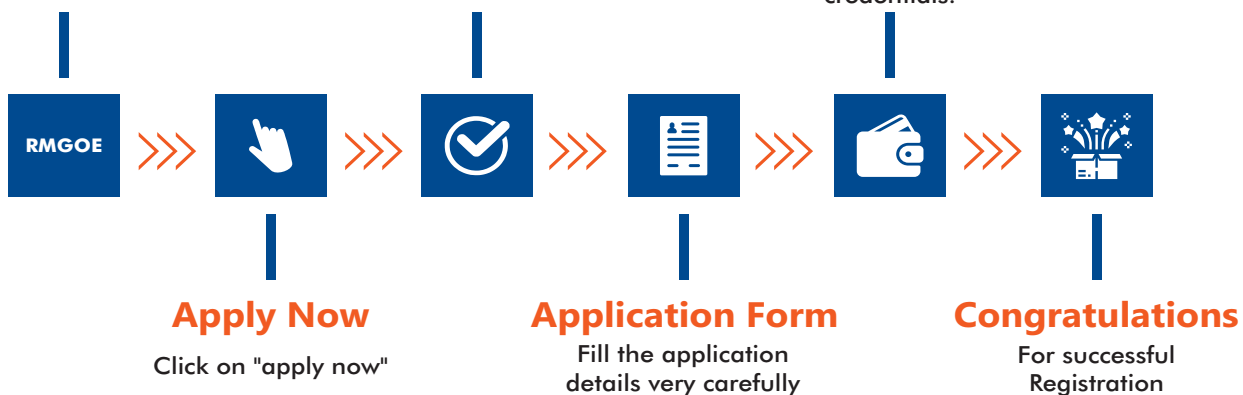 credentials.
RMGOE
Apply Now
Click on "apply now"
Application Form
Fill the application
details very carefully
Congratulations
For successful
Registration